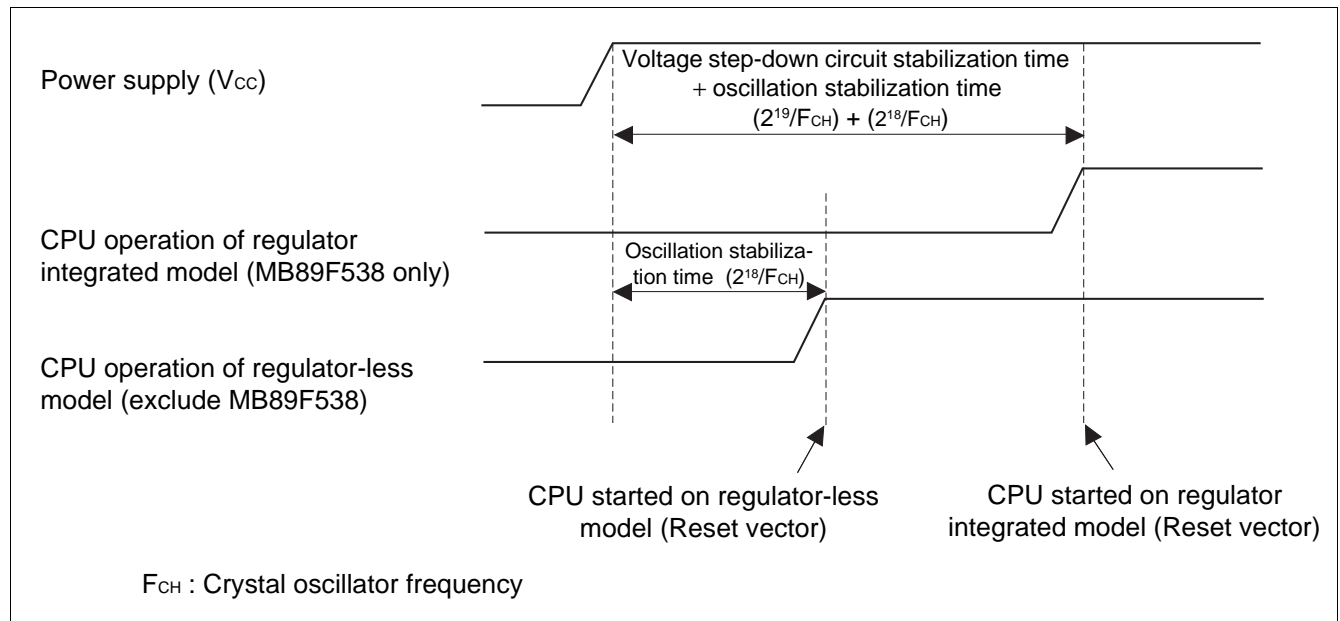 Power supply (VCC)
Voltage step-down circuit stabilization time
+ oscillation stabilization time
(2¹⁹/FCH) + (2¹⁸/FCH)
CPU operation of regulator
integrated model (MB89F538 only)
Oscillation stabiliza-
tion time (2¹⁸/FCH)
CPU operation of regulator-less
model (exclude MB89F538)
CPU started on regulator-less
model (Reset vector)
CPU started on regulator
integrated model (Reset vector)
FCH : Crystal oscillator frequency